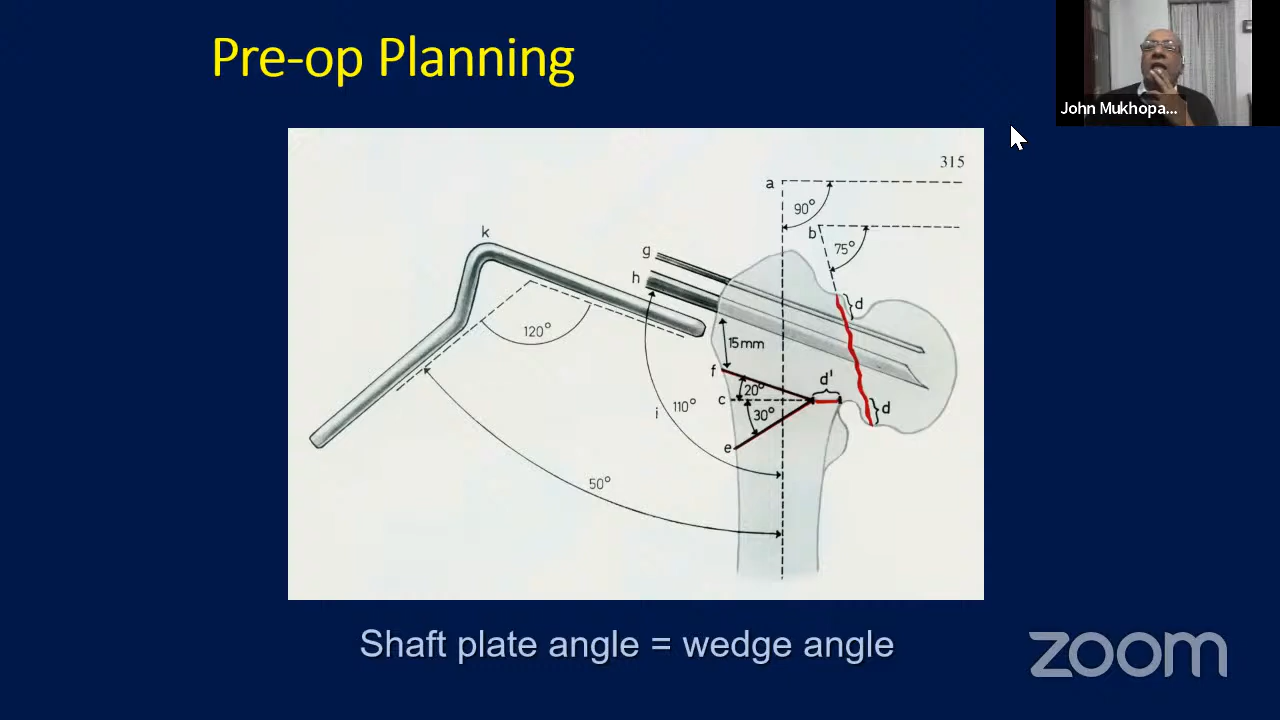 Pre-op Planning
John Mukhopa...
315
a
90°
b
75°
k
g
h
d
120°
15mm
f
d'
20°
c
i
110°
30°
d
e
50°
Shaft plate angle = wedge angle
zoom